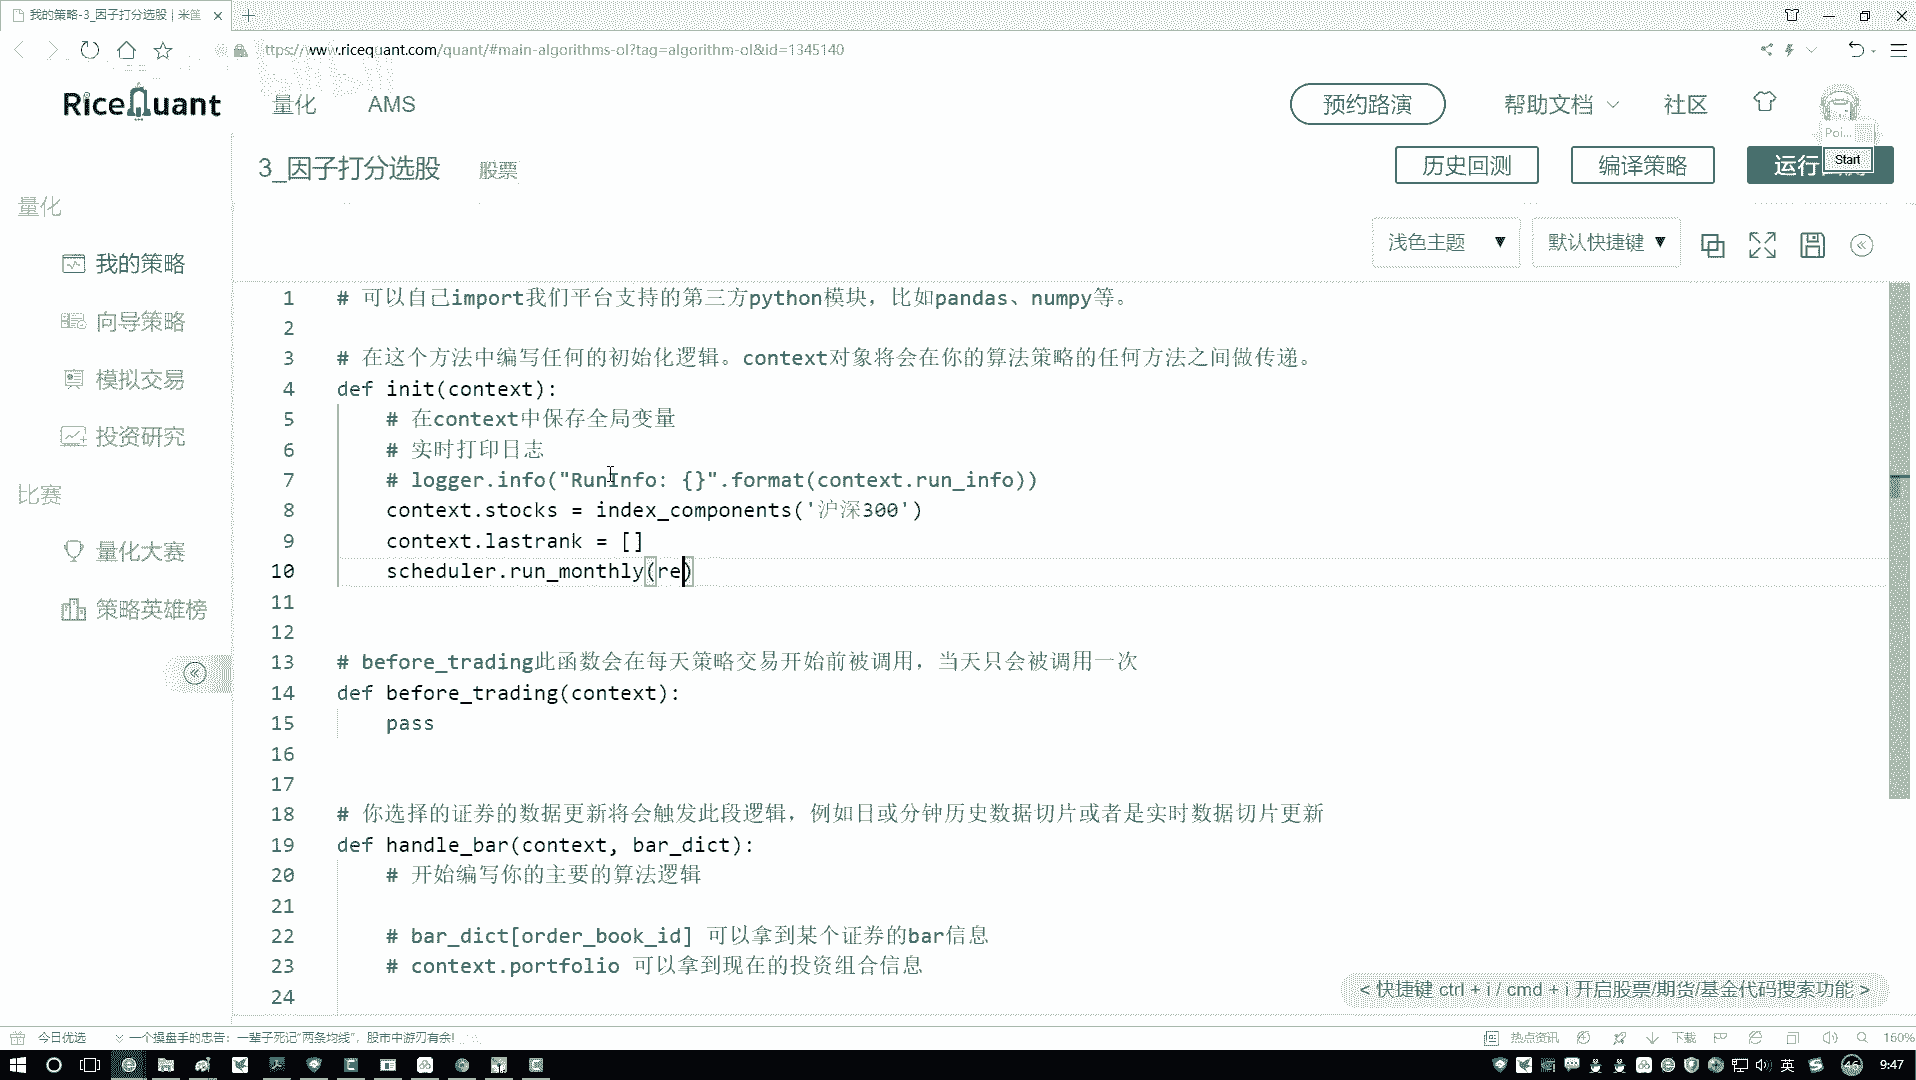 我的策略-3_因子打分选股 | 米筐
ttps://www.ricequant.com/quant/#main-algorithms-ol?tag=algorithm-ol&id=1345140
RiceQuant
量化
AMS
预约路演
帮助文档
社区
Poi...
3_因子打分选股
股票
历史回测
编译策略
运行
Start
量化
我的策略
向导策略
模拟交易
投资研究
比赛
量化大赛
策略英雄榜
浅色主题
默认快捷键
1 # 可以自己import我们平台支持的第三方python模块，比如pandas、numpy等。
2
3 # 在这个方法中编写任何的初始化逻辑。context对象将会在你的算法策略的任何方法之间做传递。
4 def init(context):
5 # 在context中保存全局变量
6 # 实时打印日志
7 # logger.info("RunInfo: {}".format(context.run_info))
8 context.stocks = index_components('沪深300')
9 context.lastrank = []
10 scheduler.run_monthly(re)
11
12
13 # before_trading此函数会在每天策略交易开始前被调用，当天只会被调用一次
14 def before_trading(context):
15 pass
16
17
18 # 你选择的证券的数据更新将会触发此段逻辑，例如日或分钟历史数据切片或者是实时数据切片更新
19 def handle_bar(context, bar_dict):
20 # 开始编写你的主要的算法逻辑
21
22 # bar_dict[order_book_id] 可以拿到某个证券的bar信息
23 # context.portfolio 可以拿到现在的投资组合信息
24
< 快捷键 ctrl + i / cmd + i 开启股票/期货/基金代码搜索功能 >
今日优选
一个操盘手的忠告：一辈子死记"两条均线"，股市中游刃有余!
热点资讯
下载
160%
英
46
9:47